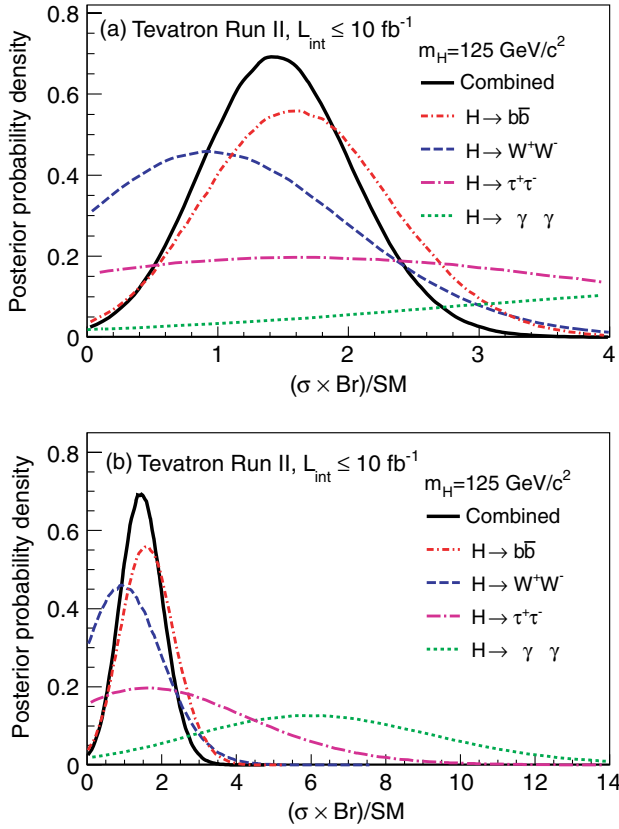 (a) Tevatron Run II, L_int ≤ 10 fb⁻¹
m_H=125 GeV/c²
Combined
H→ bb̅
H→ W⁺W⁻
H→ τ⁺τ⁻
H→ γ γ
Posterior probability density
0.8
0.6
0.4
0.2
0
0 1 2 3 4
(σ × Br)/SM
(b) Tevatron Run II, L_int ≤ 10 fb⁻¹
m_H=125 GeV/c²
Combined
H→ bb̅
H→ W⁺W⁻
H→ τ⁺τ⁻
H→ γ γ
Posterior probability density
0.8
0.6
0.4
0.2
0
0 2 4 6 8 10 12 14
(σ × Br)/SM